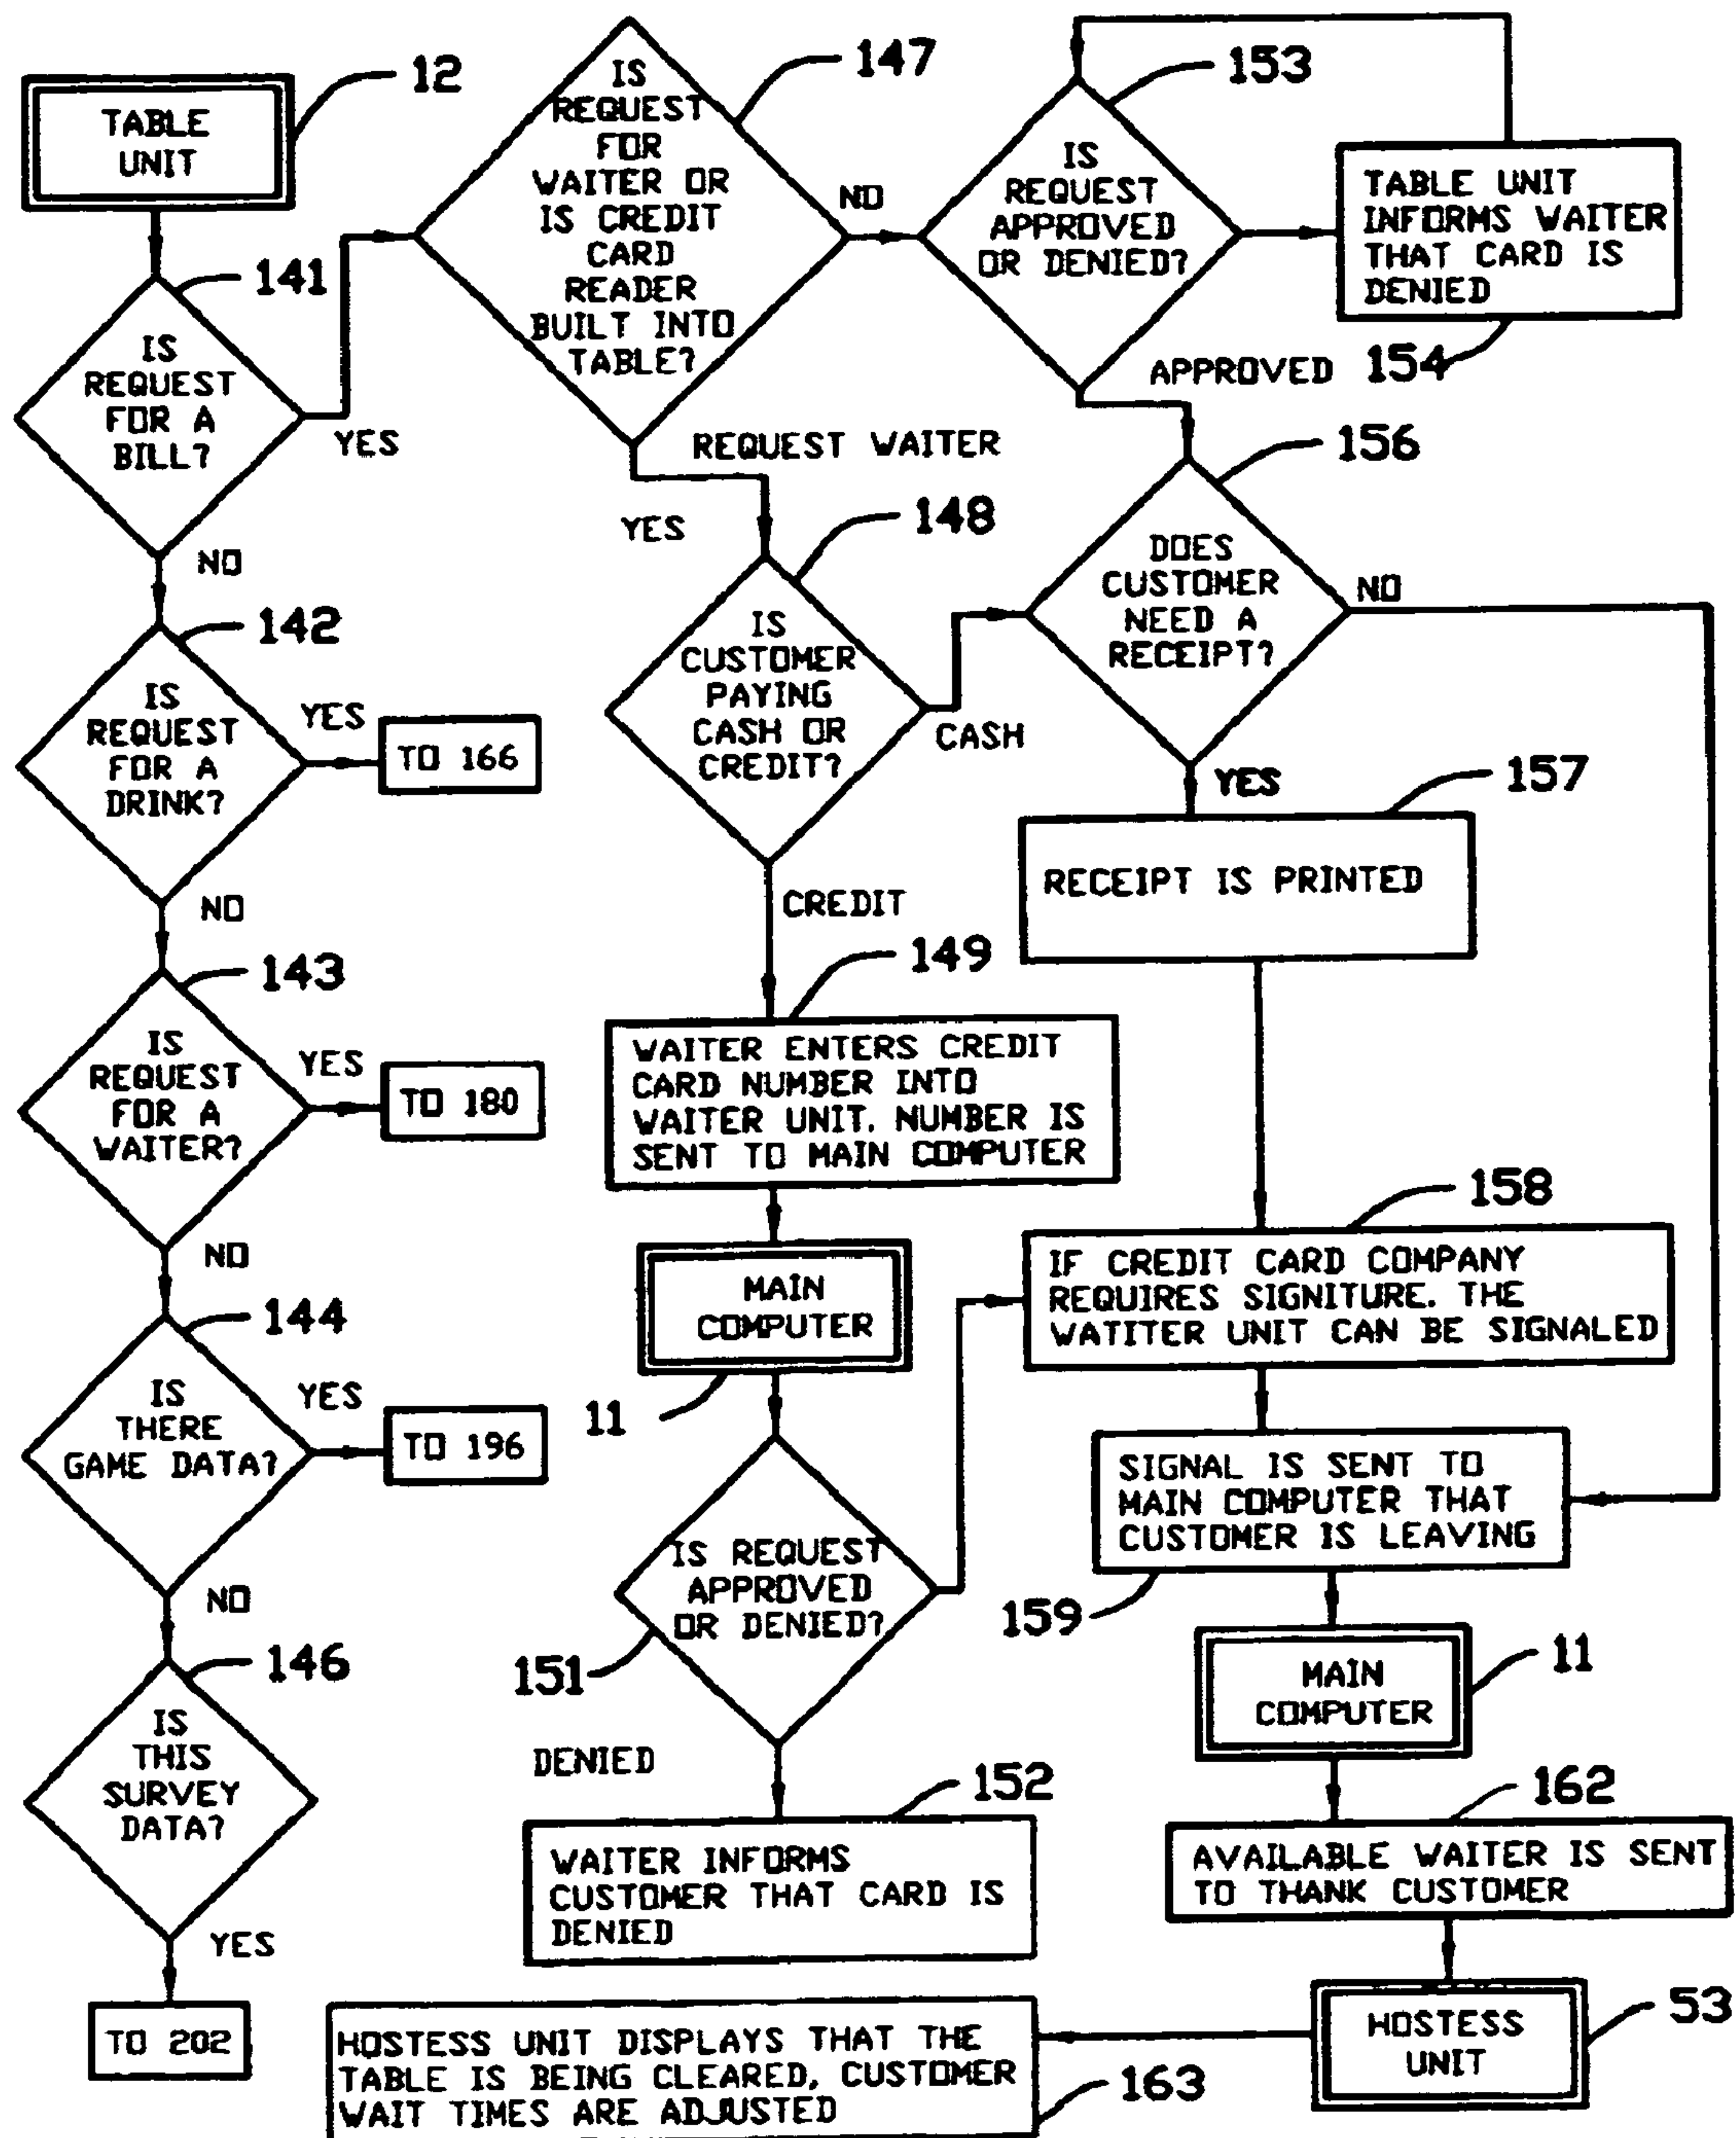 TABLE
UNIT
12
IS
REQUEST
FOR A
BILL?
141
YES
NO
IS
REQUEST
FOR A
DRINK?
142
YES
TO 166
NO
IS
REQUEST
FOR A
WAITER?
143
YES
TO 180
NO
IS
THERE
GAME DATA?
144
YES
TO 196
NO
IS
THIS
SURVEY
DATA?
146
YES
TO 202
IS
REQUEST
FOR
WAITER OR
IS CREDIT
CARD
READER
BUILT INTO
TABLE?
147
NO
REQUEST WAITER
YES
IS
CUSTOMER
PAYING
CASH OR
CREDIT?
148
CASH
CREDIT
149
WAITER ENTERS CREDIT
CARD NUMBER INTO
WAITER UNIT. NUMBER IS
SENT TO MAIN COMPUTER
MAIN
COMPUTER
11
IS REQUEST
APPROVED
OR DENIED?
151
DENIED
152
WAITER INFORMS
CUSTOMER THAT CARD IS
DENIED
IS
REQUEST
APPROVED
OR DENIED?
153
TABLE UNIT
INFORMS WAITER
THAT CARD IS
DENIED
154
APPROVED
DOES
CUSTOMER
NEED A
RECEIPT?
156
NO
YES
157
RECEIPT IS PRINTED
158
IF CREDIT CARD COMPANY
REQUIRES SIGNITURE. THE
WATITER UNIT CAN BE SIGNALED
SIGNAL IS SENT TO
MAIN COMPUTER THAT
CUSTOMER IS LEAVING
159
MAIN
COMPUTER
11
162
AVAILABLE WAITER IS SENT
TO THANK CUSTOMER
HOSTESS
UNIT
53
HOSTESS UNIT DISPLAYS THAT THE
TABLE IS BEING CLEARED, CUSTOMER
WAIT TIMES ARE ADJUSTED
163